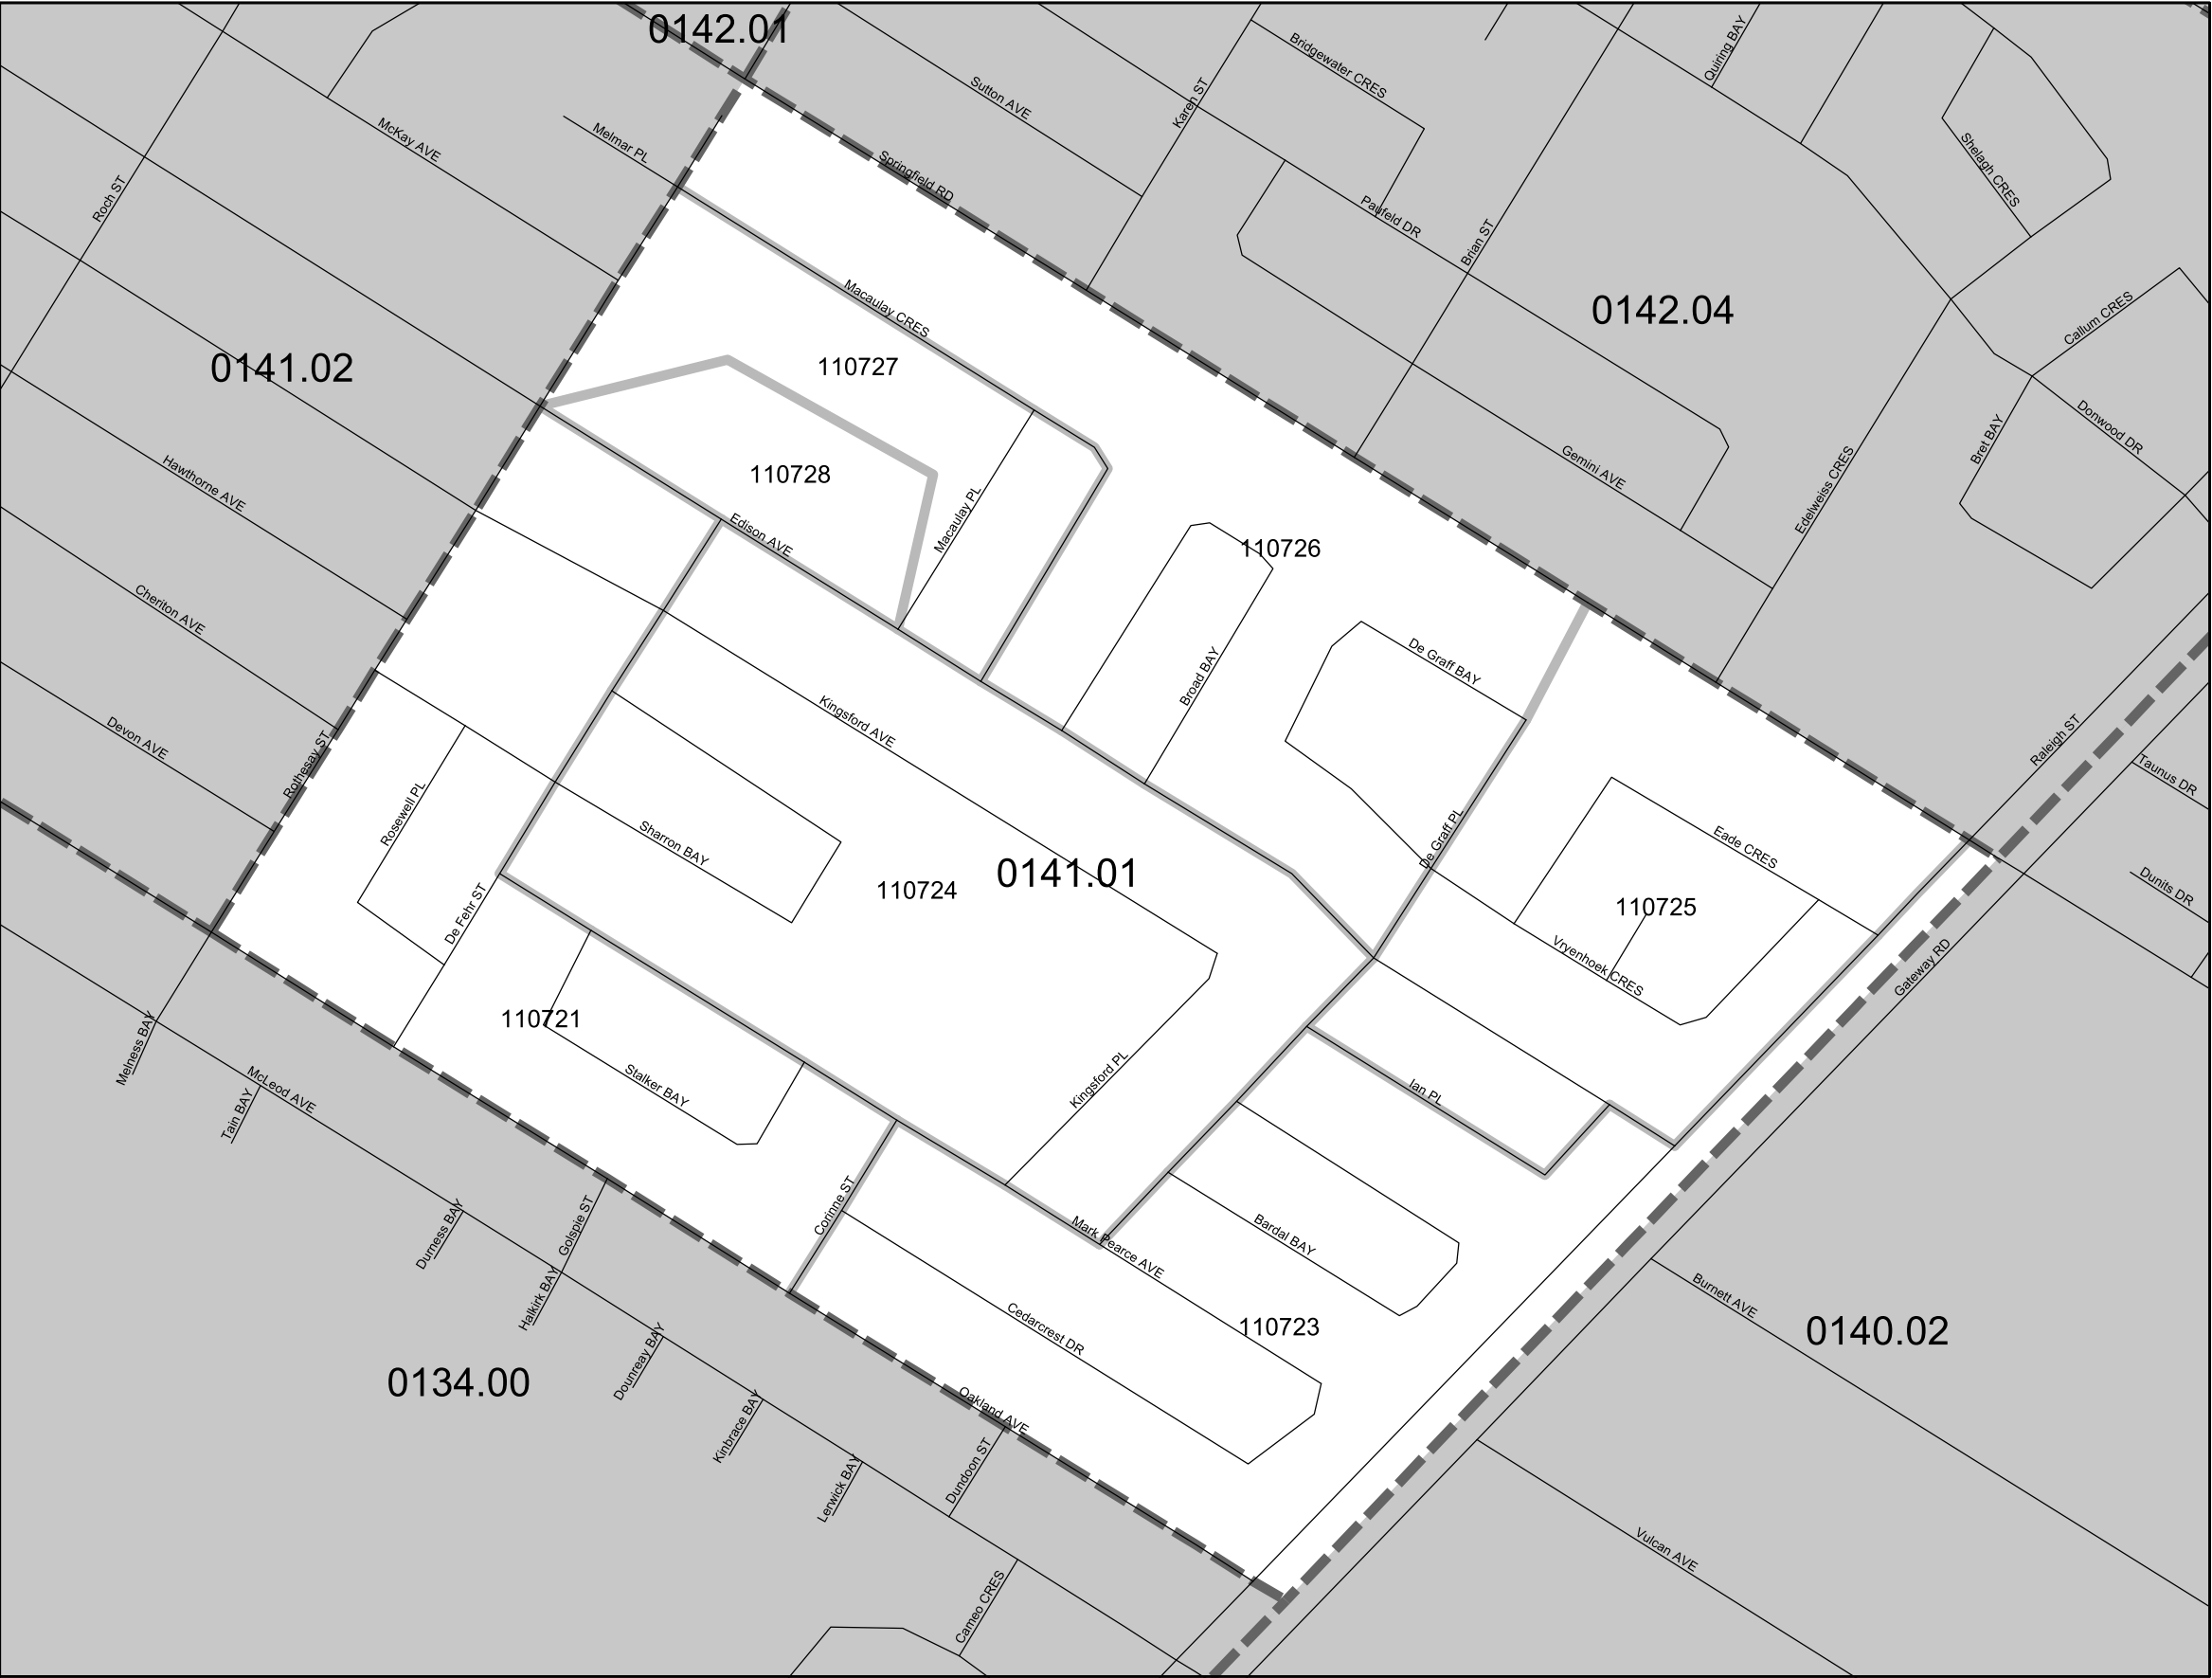 0142.01
Bridgewater CRES
Quiring BAY
Sutton AVE
Karen ST
McKay AVE
Melmar PL
Springfield RD
Shelagh CRES
Roch ST
Paufeld DR
Brian ST
0142.04
Callum CRES
Macaulay CRES
0141.02
110727
Donwood DR
Bret BAY
Gemini AVE
Edelweiss CRES
Hawthorne AVE
110728
Macaulay PL
Edison AVE
110726
Cheriton AVE
De Graff BAY
Broad BAY
Kingsford AVE
Devon AVE
Rothesay ST
Raleigh ST
Taunus DR
Rosewell PL
Sharron BAY
De Graff PL
Eade CRES
0141.01
110724
Dunits DR
110725
De Fehr ST
Vryenhoek CRES
Gateway RD
110721
Melness BAY
McLeod AVE
Stalker BAY
Kingsford PL
Ian PL
Tain BAY
Corinne ST
Golspie ST
Durness BAY
Mark Pearce AVE
Bardal BAY
Halkirk BAY
Cedarcrest DR
110723
Burnett AVE
0140.02
Dounreay BAY
0134.00
Kinbrace BAY
Oakland AVE
Lerwick BAY
Dundoon ST
Vulcan AVE
Cameo CRES